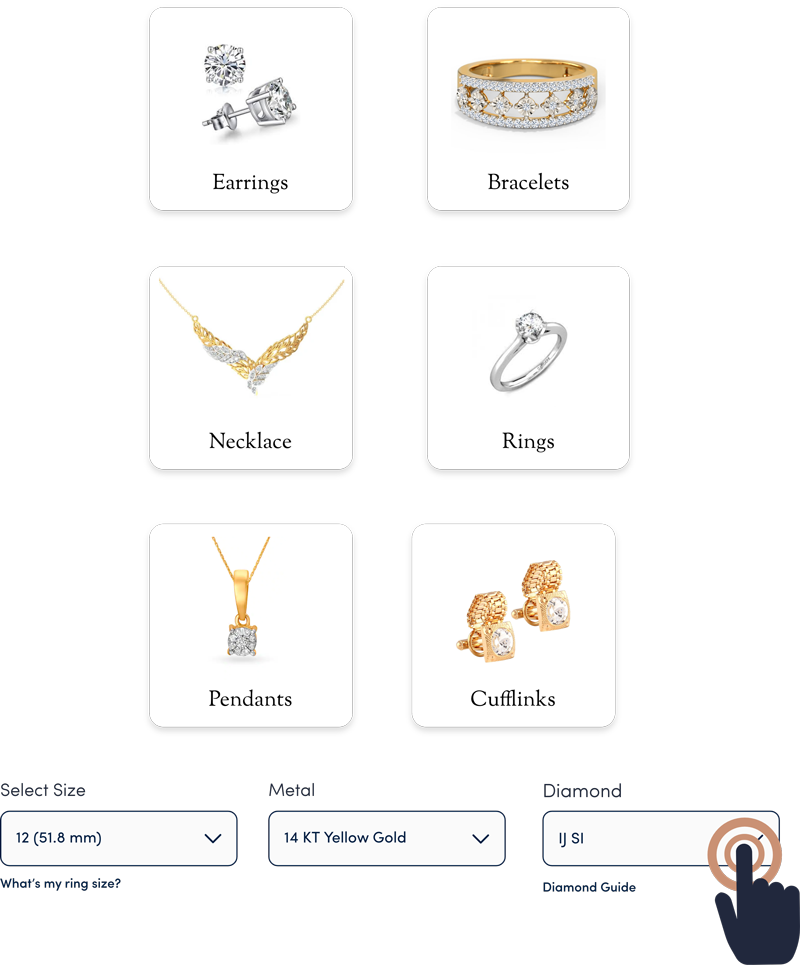 Earrings
Bracelets
Necklace
Rings
Pendants
Cufflinks
Select Size
Metal
Diamond
12 (51.8 mm)
14 KT Yellow Gold
IJ SI
What's my ring size?
Diamond Guide